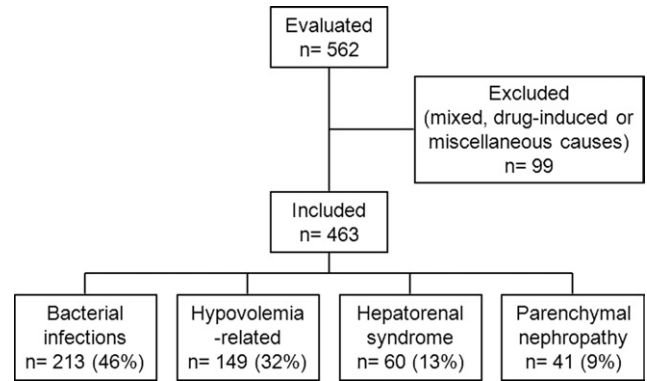 Evaluated
n= 562
Excluded
(mixed, drug-induced or
miscellaneous causes)
n= 99
Included
n= 463
Bacterial
infections
n= 213 (46%)
Hypovolemia
-related
n= 149 (32%)
Hepatorenal
syndrome
n= 60 (13%)
Parenchymal
nephropathy
n= 41 (9%)